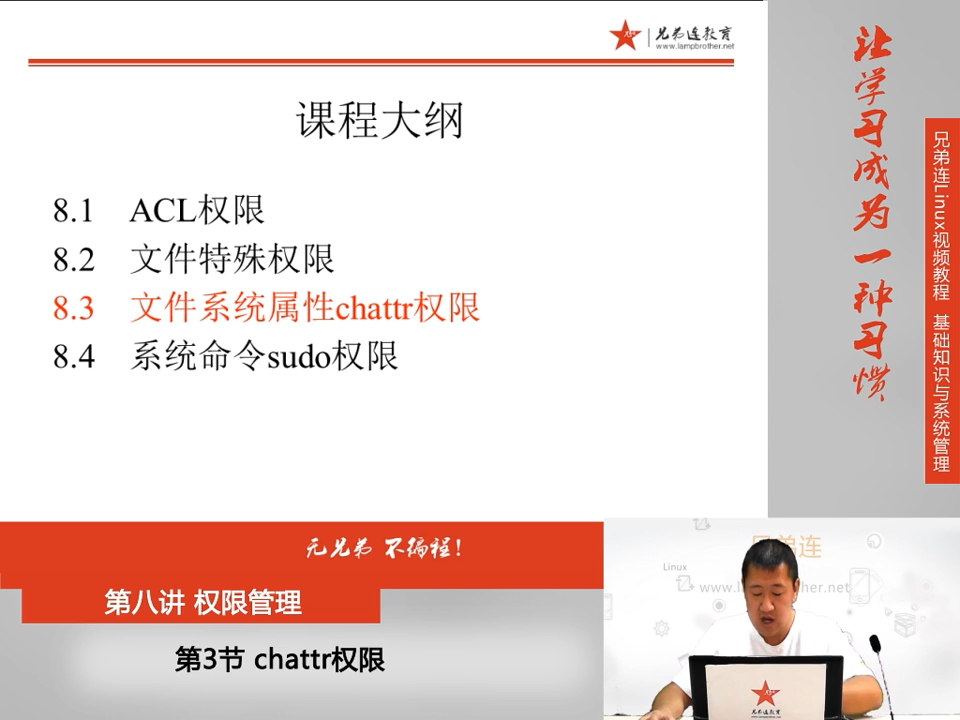 兄弟连教育
www.lampbrother.net
课程大纲
8.1 ACL权限
8.2 文件特殊权限
8.3 文件系统属性chattr权限
8.4 系统命令sudo权限
让学习成为一种习惯
兄弟连Linux视频教程 基础知识与系统管理
无兄弟 不编程!
第八讲 权限管理
第3节 chattr权限
兄弟连
Linux
兄弟连教育